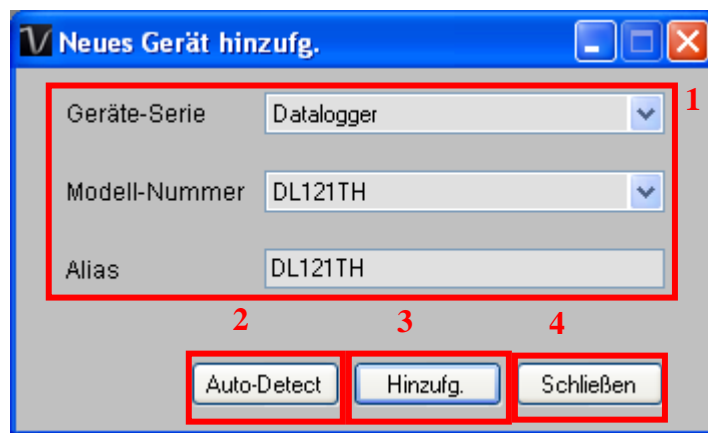 Neues Gerät hinzufg.
1
Geräte-Serie Datalogger
Modell-Nummer DL121TH
Alias DL121TH
2 3 4
Auto-Detect Hinzufg. Schließen